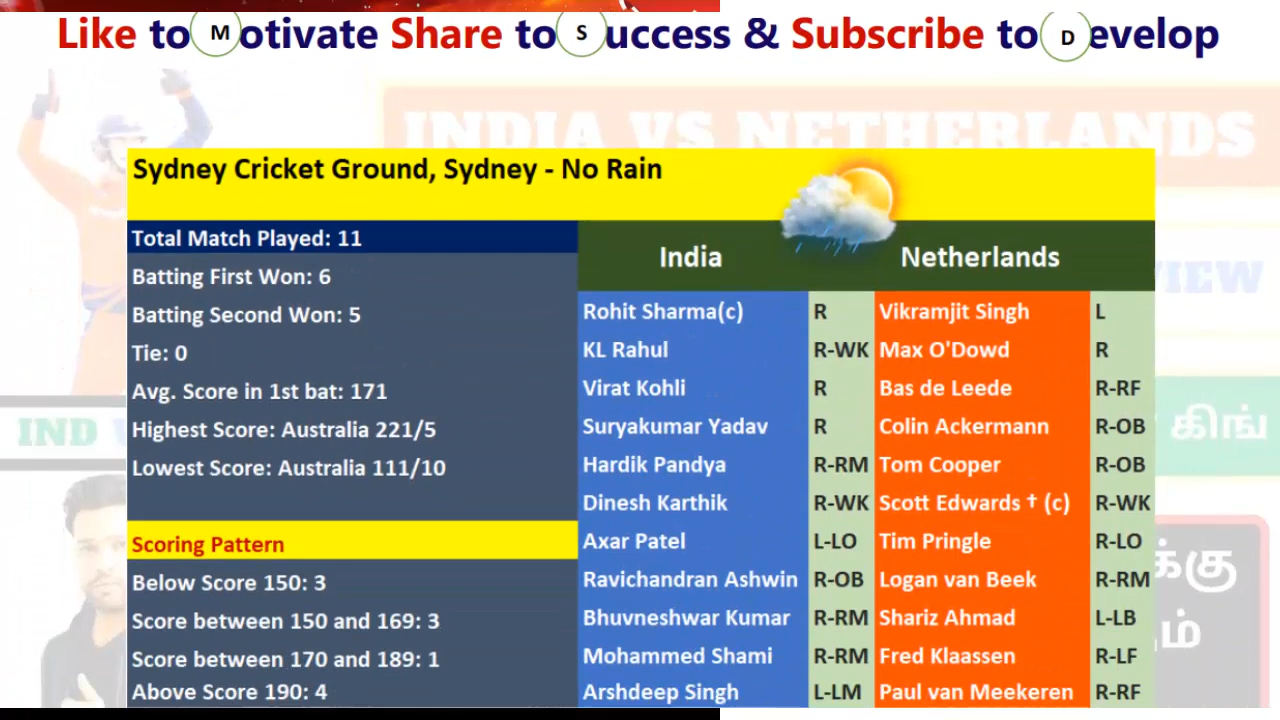 Like to Motivate Share to Success & Subscribe to Develop
INDIA VS NETHERLANDS
Sydney Cricket Ground, Sydney - No Rain
Total Match Played: 11
Batting First Won: 6
Batting Second Won: 5
Tie: 0
Avg. Score in 1st bat: 171
Highest Score: Australia 221/5
Lowest Score: Australia 111/10
Scoring Pattern
Below Score 150: 3
Score between 150 and 169: 3
Score between 170 and 189: 1
Above Score 190: 4
India Netherlands
Rohit Sharma(c) R Vikramjit Singh L
KL Rahul R-WK Max O'Dowd R
Virat Kohli R Bas de Leede R-RF
Suryakumar Yadav R Colin Ackermann R-OB
Hardik Pandya R-RM Tom Cooper R-OB
Dinesh Karthik R-WK Scott Edwards † (c) R-WK
Axar Patel L-LO Tim Pringle R-LO
Ravichandran Ashwin R-OB Logan van Beek R-RM
Bhuvneshwar Kumar R-RM Shariz Ahmad L-LB
Mohammed Shami R-RM Fred Klaassen R-LF
Arshdeep Singh L-LM Paul van Meekeren R-RF
IND
கிங்